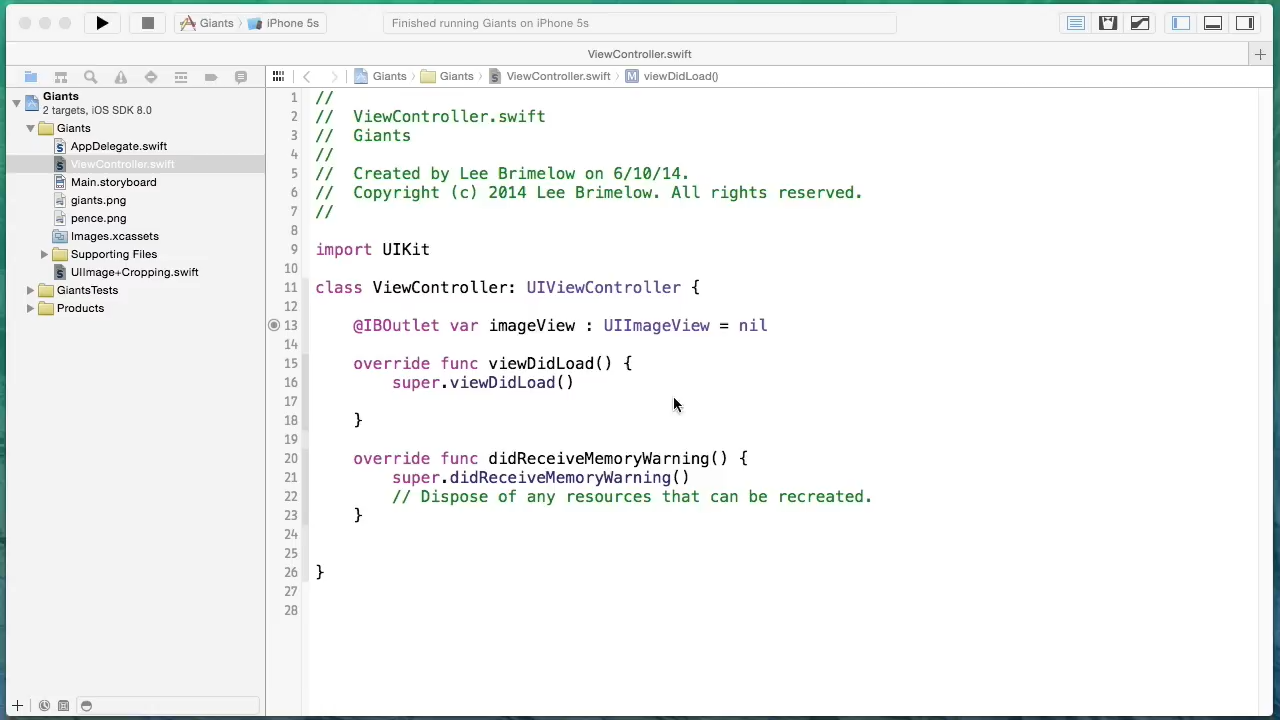 Giants › iPhone 5s
Finished running Giants on iPhone 5s
ViewController.swift
Giants › Giants › ViewController.swift › M viewDidLoad()
Giants
2 targets, iOS SDK 8.0
Giants
AppDelegate.swift
ViewController.swift
Main.storyboard
giants.png
pence.png
Images.xcassets
Supporting Files
UIImage+Cropping.swift
GiantsTests
Products
1 //
2 //  ViewController.swift
3 //  Giants
4 //
5 //  Created by Lee Brimelow on 6/10/14.
6 //  Copyright (c) 2014 Lee Brimelow. All rights reserved.
7 //
8
9 import UIKit
10
11 class ViewController: UIViewController {
12
13     @IBOutlet var imageView : UIImageView = nil
14
15     override func viewDidLoad() {
16         super.viewDidLoad()
17
18     }
19
20     override func didReceiveMemoryWarning() {
21         super.didReceiveMemoryWarning()
22         // Dispose of any resources that can be recreated.
23     }
24
25
26 }
27
28